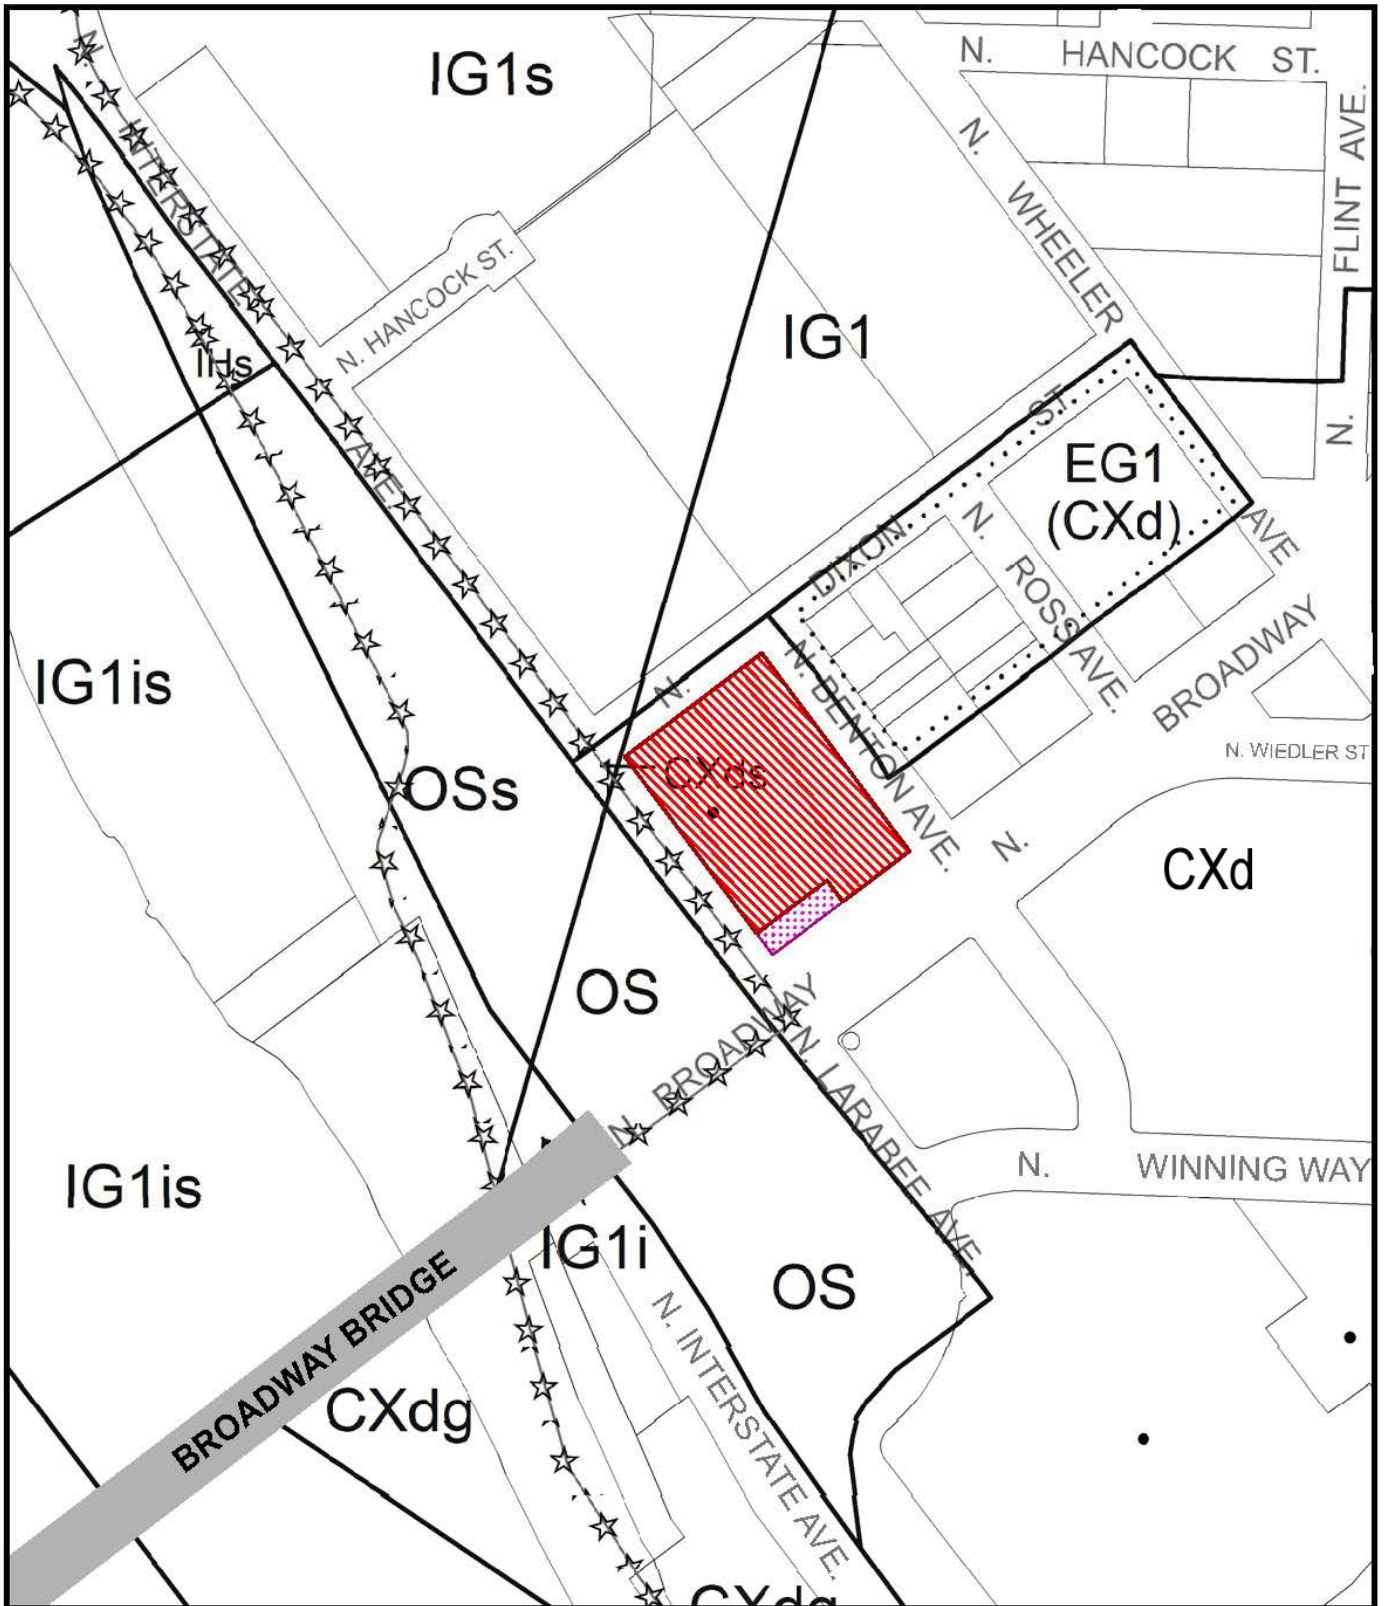 N. HANCOCK ST.
IG1s
N. INTERSTATE AVE.
N. WHEELER AVE
FLINT AVE.
N.
N. HANCOCK ST.
IG1
IHs
EG1
(CXd)
N. DIXON ST.
N. ROSS AVE.
N. BENTON AVE.
N. BROADWAY
N. WIEDLER ST
IG1is
OSs
CXds
CXd
OS
N. BROADWAY
N. LARABEE AVE.
N. WINNING WAY
IG1is
IG1i
OS
BROADWAY BRIDGE
N. INTERSTATE AVE.
CXdg
CXdg